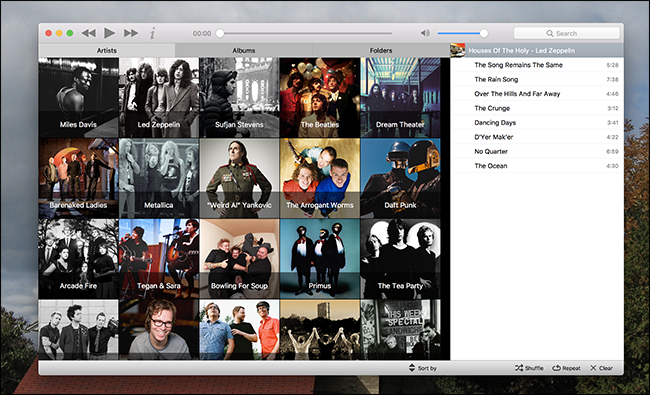 00:00
Search
Artists
Albums
Folders
Houses Of The Holy - Led Zeppelin
The Song Remains The Same 5:28
The Rain Song 7:38
Over The Hills And Far Away 4:46
The Crunge 3:12
Dancing Days 3:41
D'Yer Mak'er 4:22
No Quarter 6:59
The Ocean 4:30
Miles Davis
Led Zeppelin
Sufjan Stevens
The Beatles
Dream Theater
Barenaked Ladies
Metallica
"Weird Al" Yankovic
The Arrogant Worms
Daft Punk
Arcade Fire
Tegan & Sara
Bowling For Soup
Primus
The Tea Party
THIS WEEK
SPECIAL
Sort by
Shuffle
Repeat
Clear